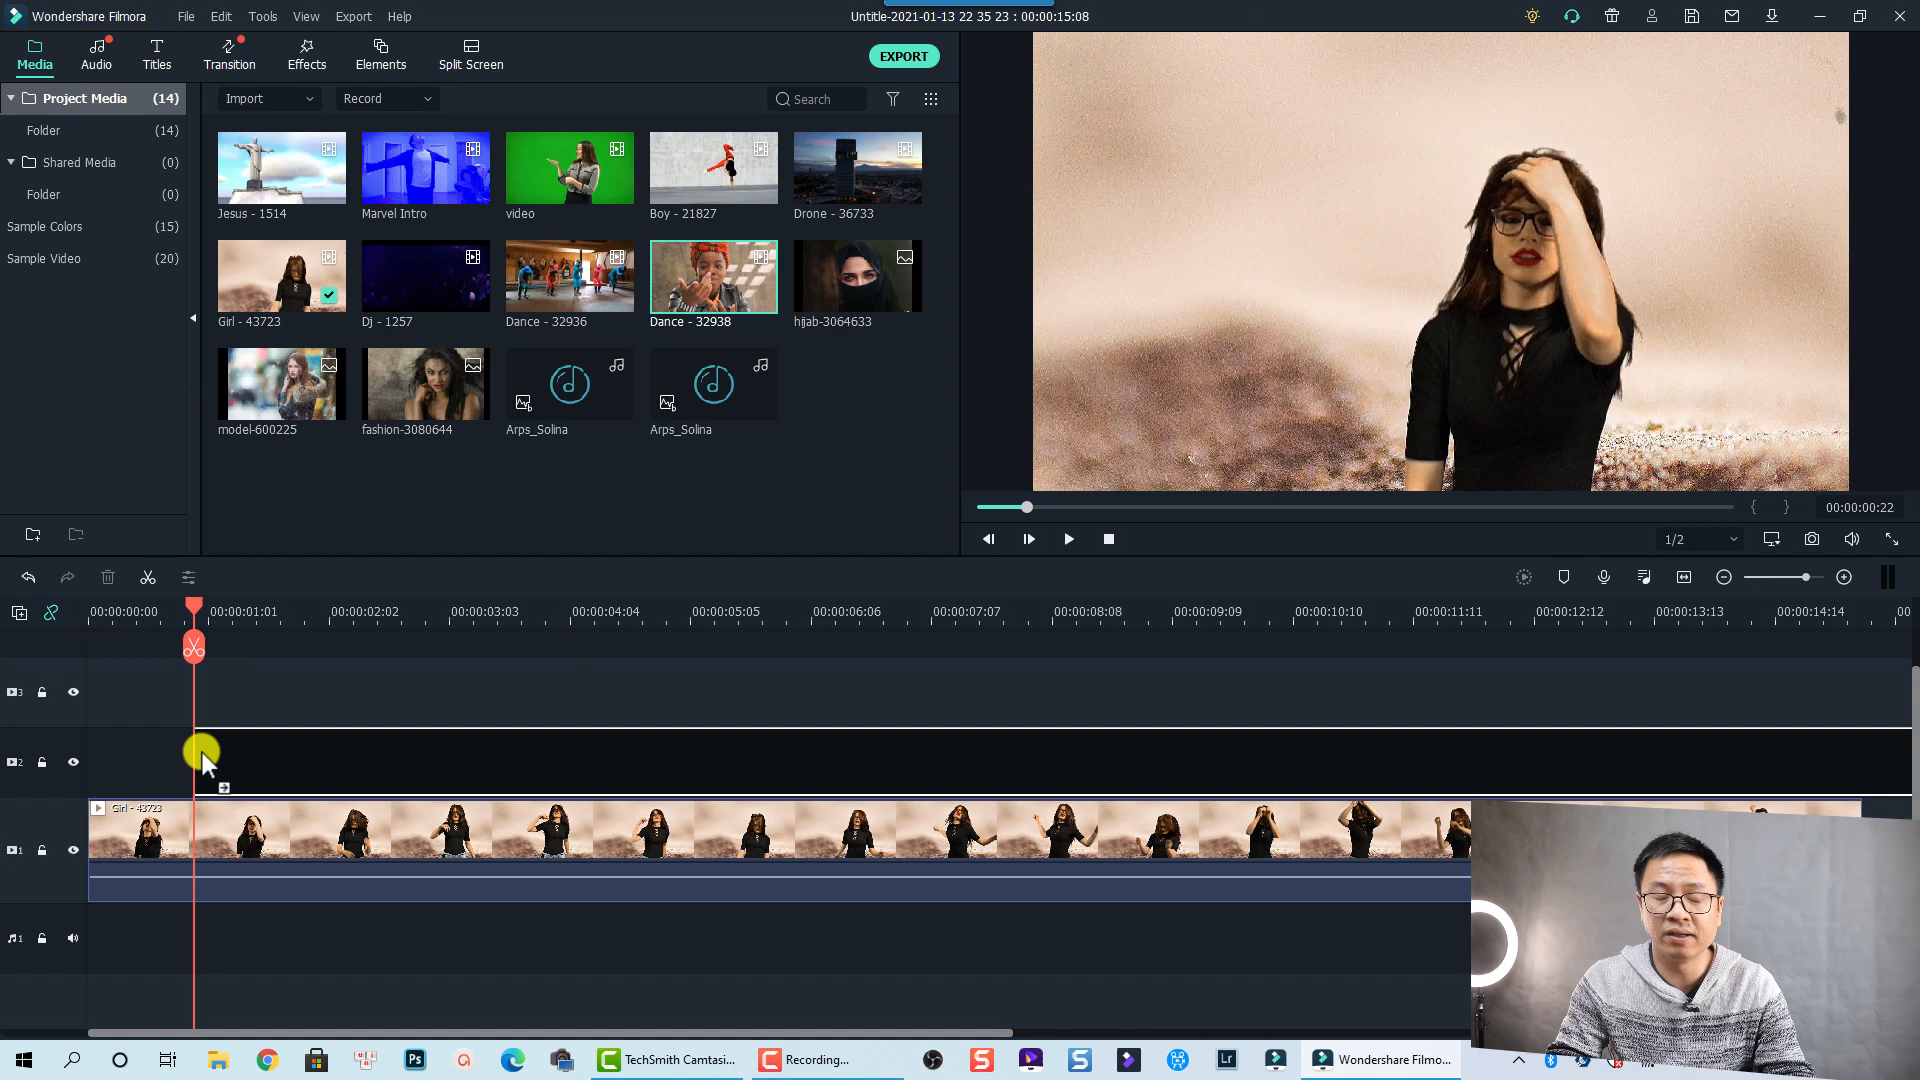 Wondershare Filmora
File Edit Tools View Export Help
Untitle-2021-01-13 22 35 23 : 00:00:15:08
Media Audio Titles Transition Effects Elements Split Screen
EXPORT
Project Media (14)
Folder (14)
Shared Media (0)
Folder (0)
Sample Colors (15)
Sample Video (20)
Import Record Search
Jesus - 1514 Marvel Intro video Boy - 21827 Drone - 36733
Girl - 43723 Dj - 1257 Dance - 32936 Dance - 32938 hijab-3064633
model-600225 fashion-3080644 Arps_Solina Arps_Solina
{ } 00:00:00:22
1/2
00:00:00:00 00:00:01:01 00:00:02:02 00:00:03:03 00:00:04:04 00:00:05:05 00:00:06:06 00:00:07:07 00:00:08:08 00:00:09:09 00:00:10:10 00:00:11:11 00:00:12:12 00:00:13:13 00:00:14:14 00
3
2
Girl - 43723
1
1
Ps TechSmith Camtasi... Recording... S S Lr Wondershare Filmo...